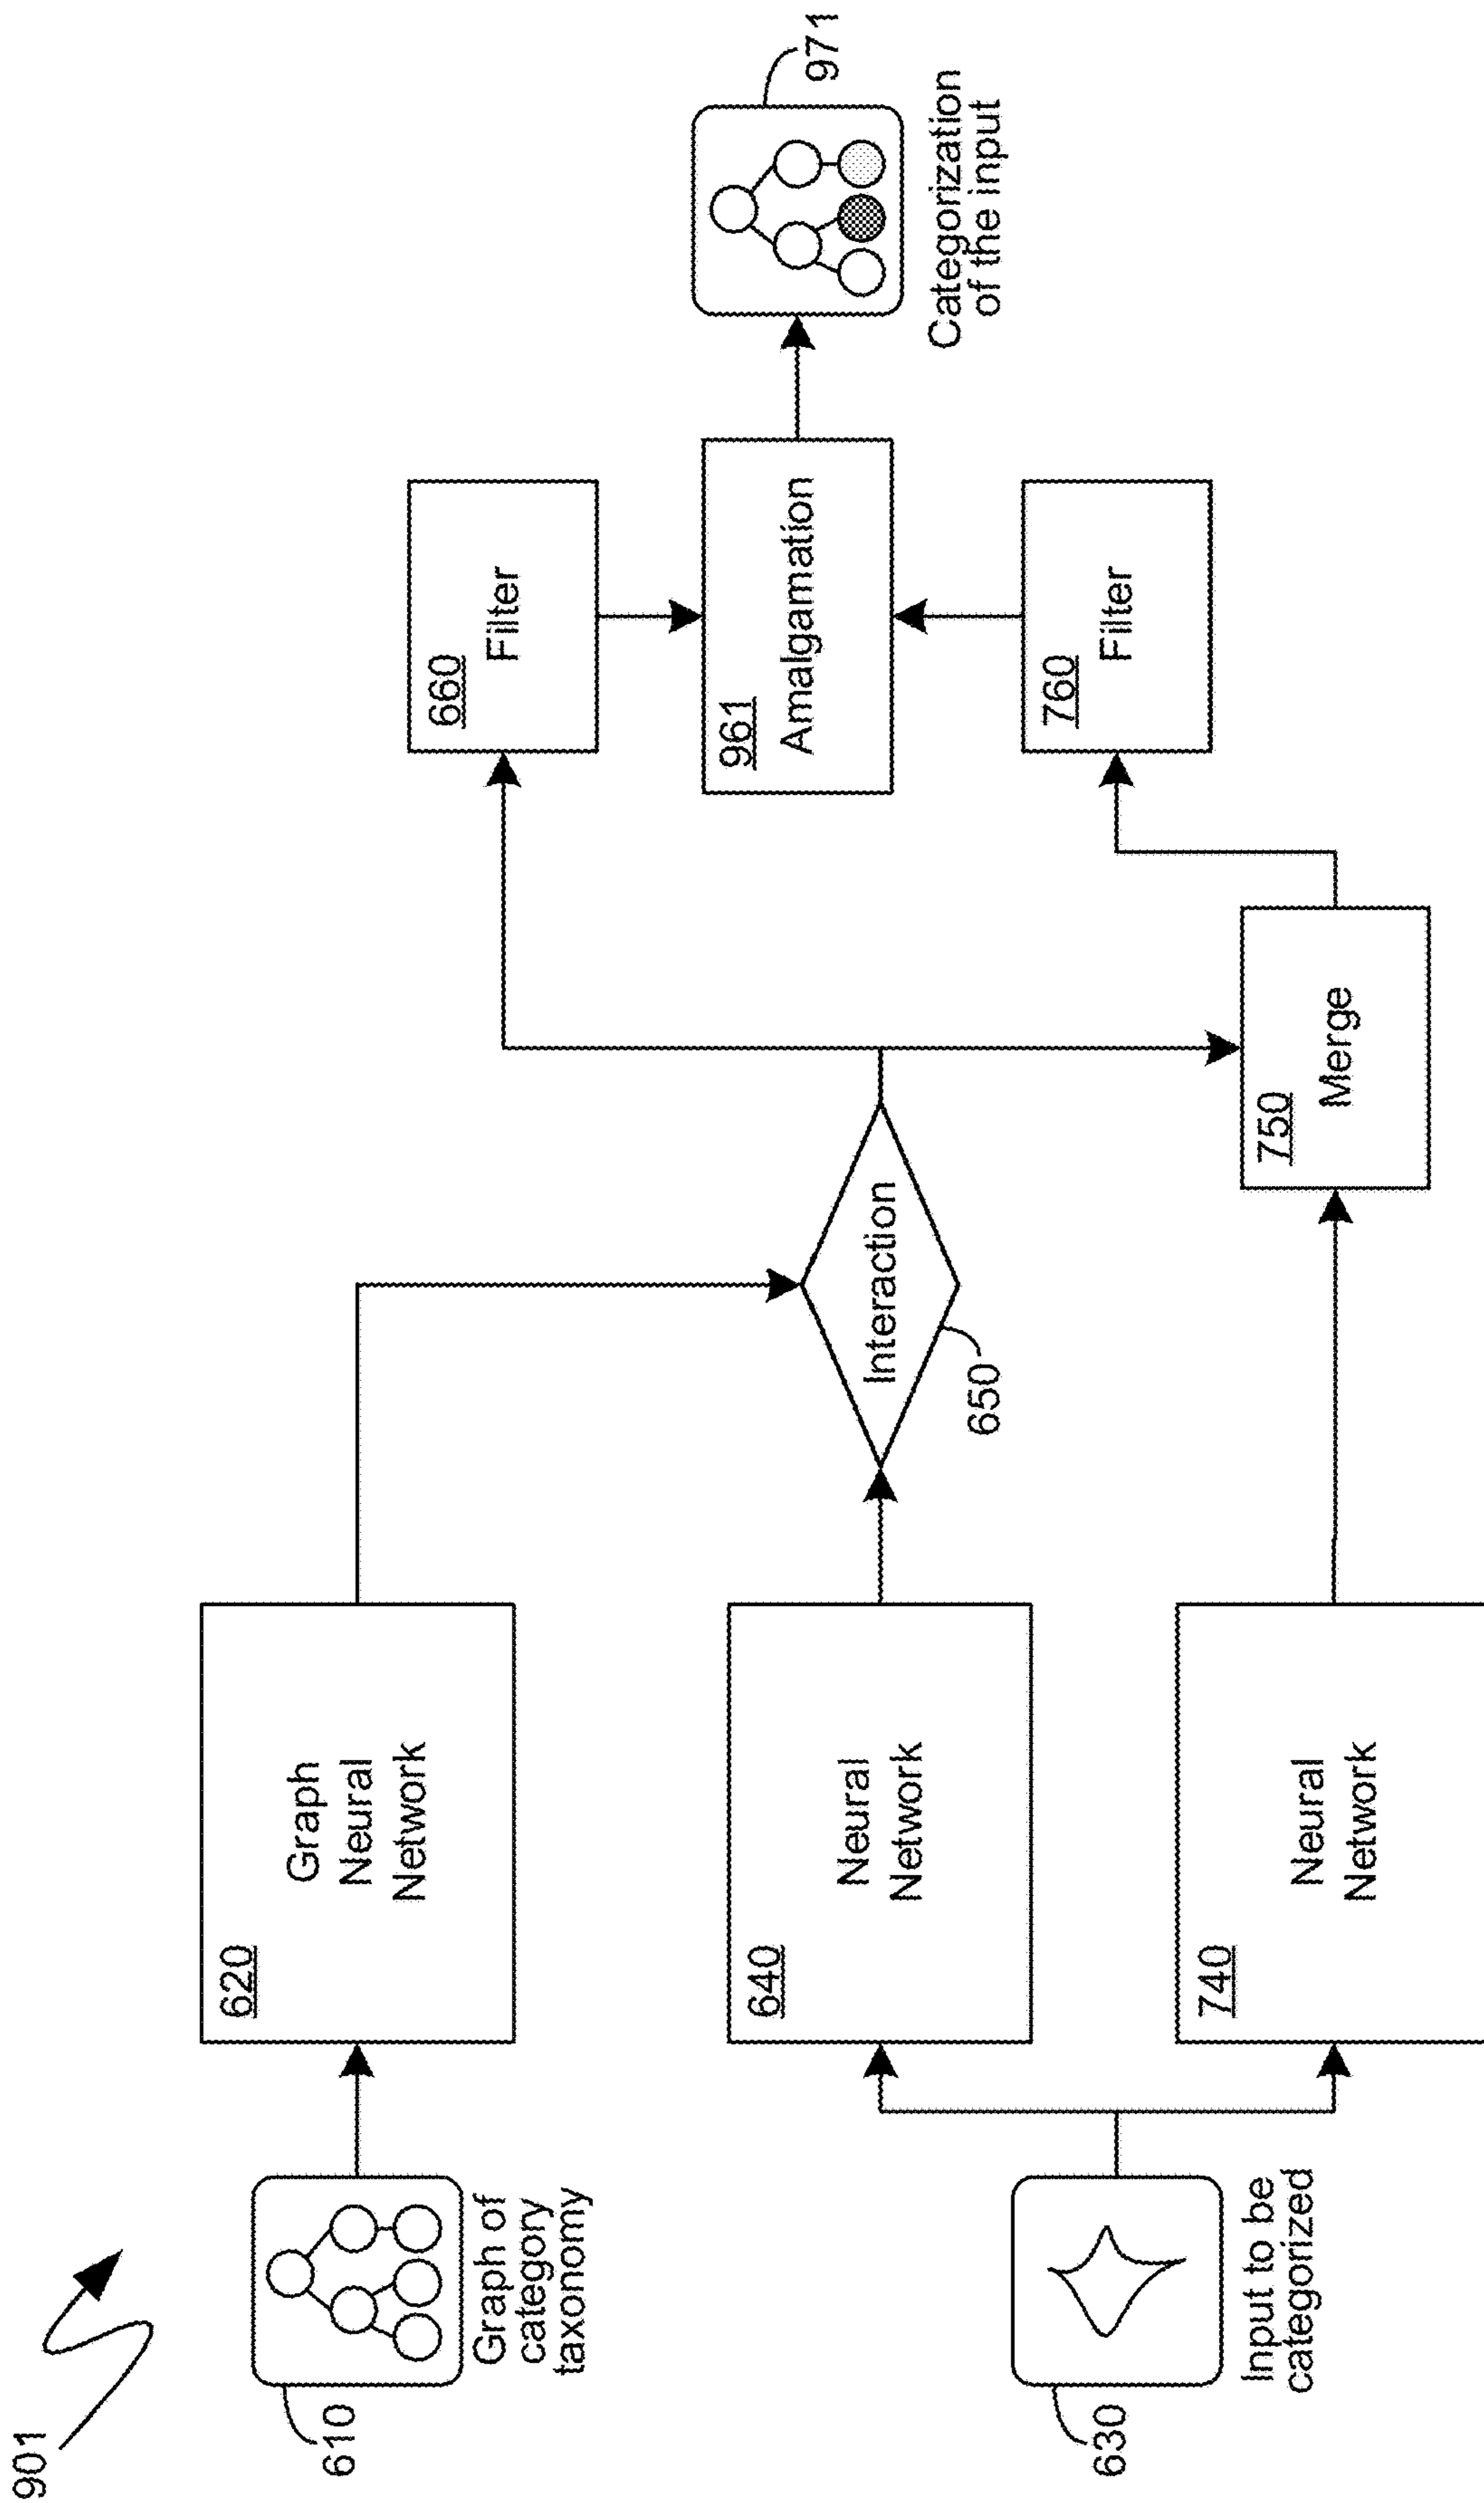 901
610
Graph of
category
taxonomy
620
Graph
Neural
Network
630
Input to be
categorized
640
Neural
Network
740
Neural
Network
Interaction
650
750
Merge
660
Filter
961
Amalgamation
760
Filter
971
Categorization
of the input